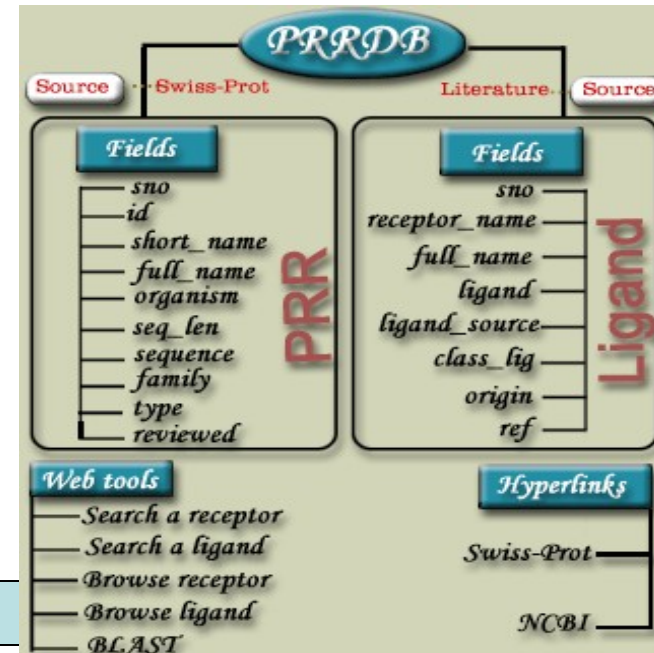 PRRDB
Source Swiss-Prot
Literature Source
Fields
sno
id
short_name
full_name
organism
seq_len
sequence
family
type
reviewed
PRR
Fields
sno
receptor_name
full_name
ligand
ligand_source
class_lig
origin
ref
Ligand
Web tools
Search a receptor
Search a ligand
Browse receptor
Browse ligand
BLAST
Hyperlinks
Swiss-Prot
NCBI